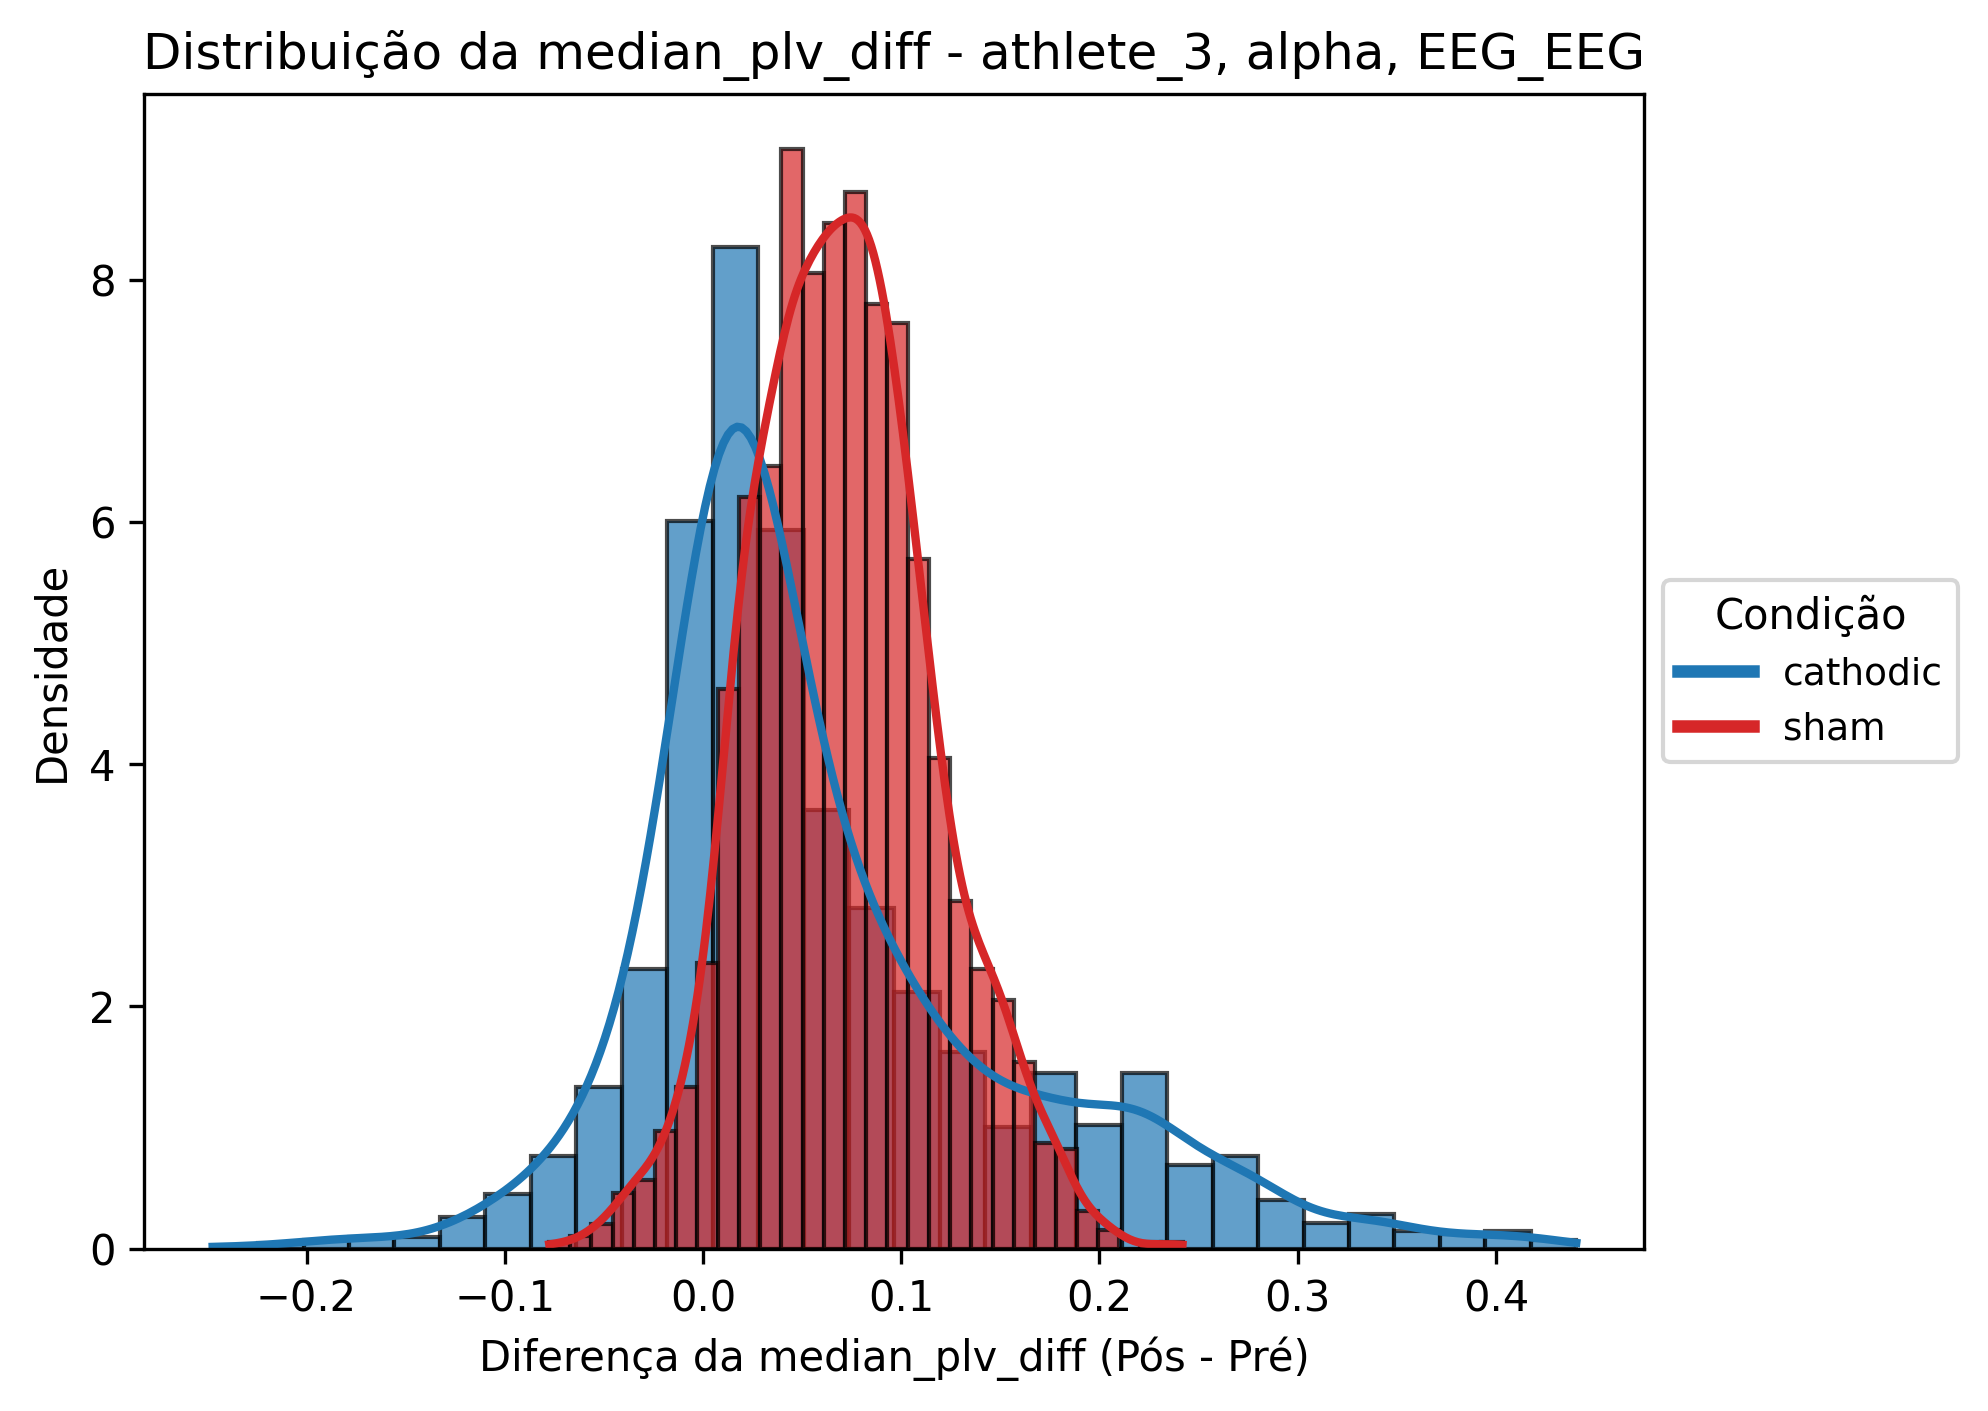 Distribuição da median_plv_diff - athlete_3, alpha, EEG_EEG
Densidade
8
6
4
2
0
−0.2 −0.1 0.0 0.1 0.2 0.3 0.4
Diferença da median_plv_diff (Pós - Pré)
Condição
cathodic
sham